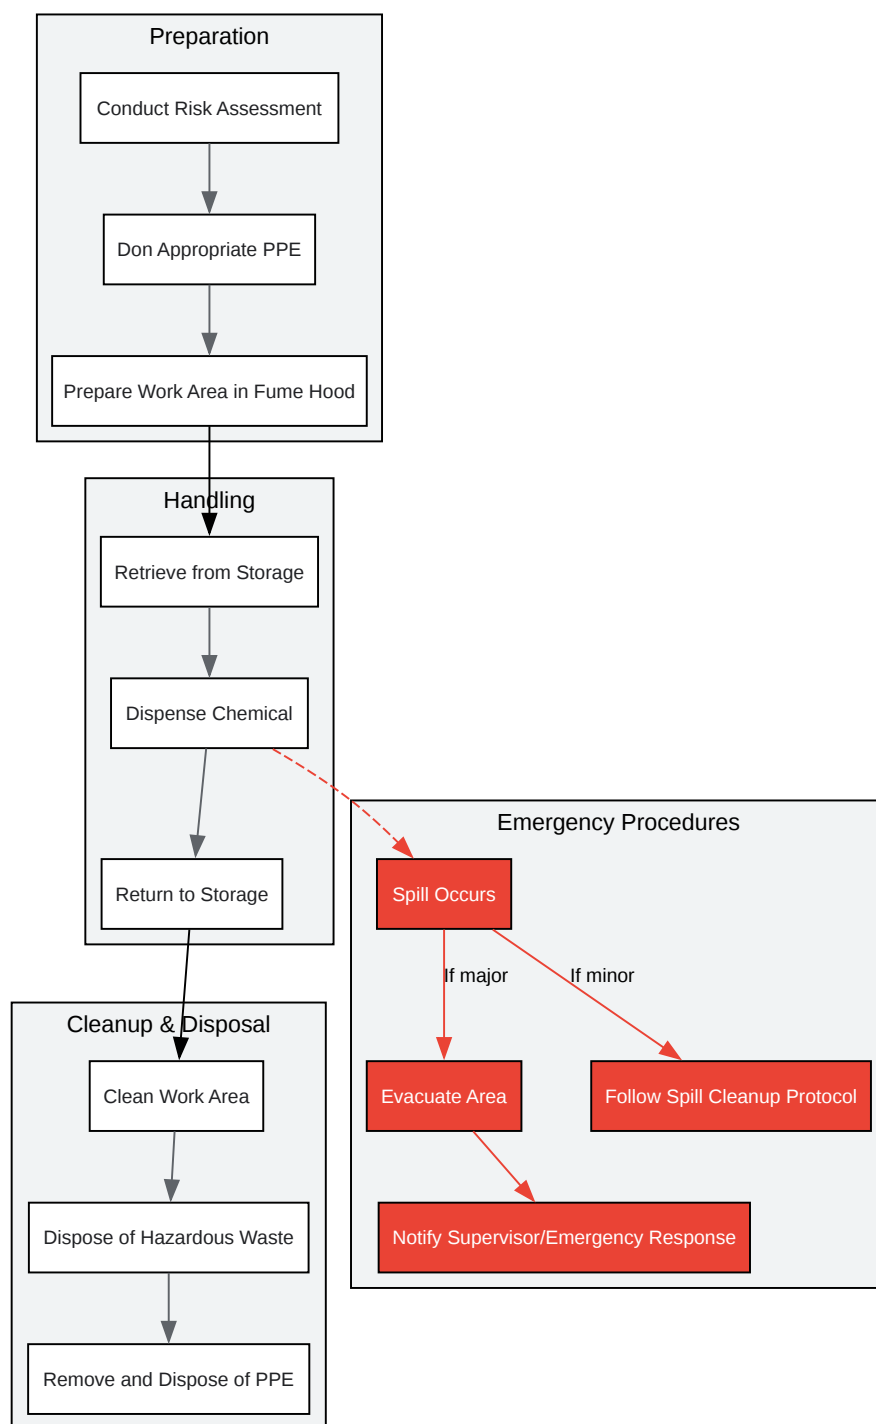 Preparation
Conduct Risk Assessment
Don Appropriate PPE
Prepare Work Area in Fume Hood
Handling
Retrieve from Storage
Dispense Chemical
Return to Storage
Emergency Procedures
Spill Occurs
If major
If minor
Evacuate Area
Follow Spill Cleanup Protocol
Notify Supervisor/Emergency Response
Cleanup & Disposal
Clean Work Area
Dispose of Hazardous Waste
Remove and Dispose of PPE